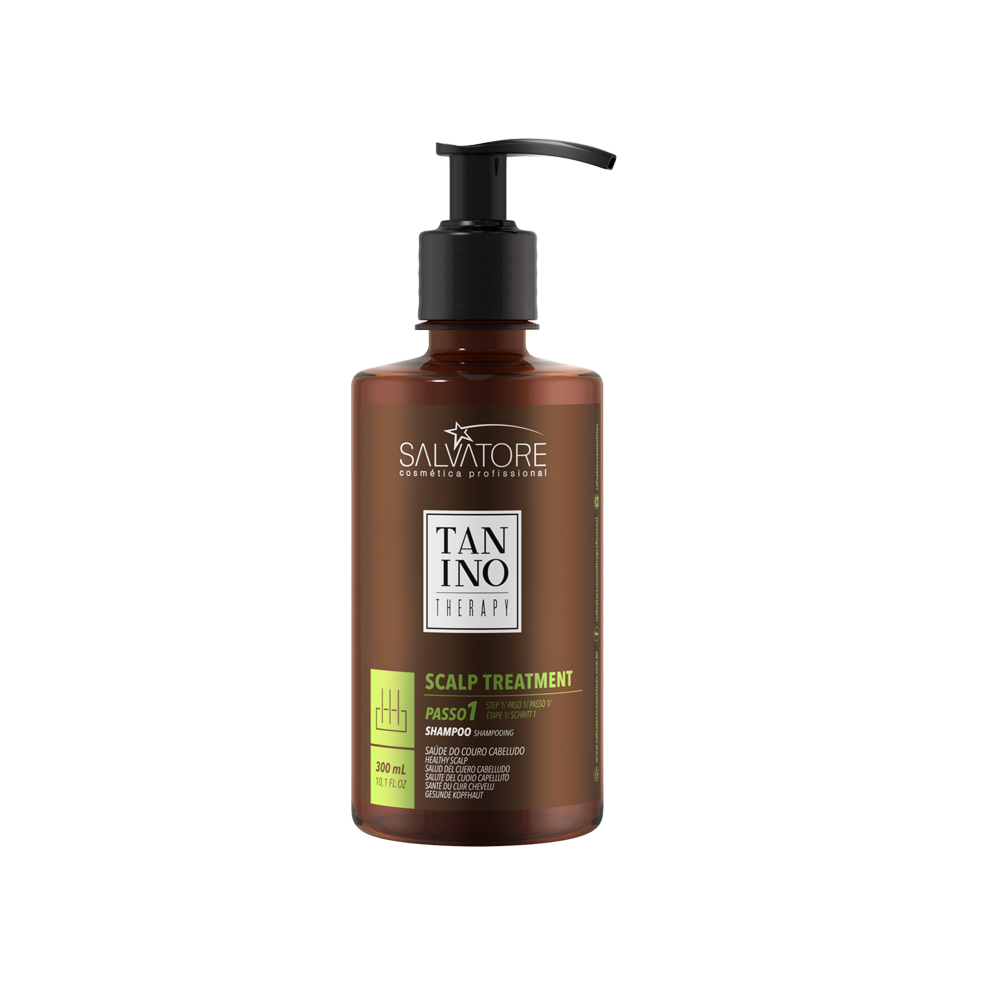 SALVATORE
cosmética profissional
TAN
INO
THERAPY
SCALP TREATMENT
PASSO 1 STEP 1/ PASO 1/ PASSO 1/
ÉTAPE 1/ SCHRITT 1
SHAMPOO SHAMPOOING
300 mL
10,1 FL.OZ
SAÚDE DO COURO CABELUDO
HEALTHY SCALP
SALUD DEL CUERO CABELLUDO
SALUTE DEL CUOIO CAPELLUTO
SANTÉ DU CUIR CHEVELU
GESUNDE KOPFHAUT